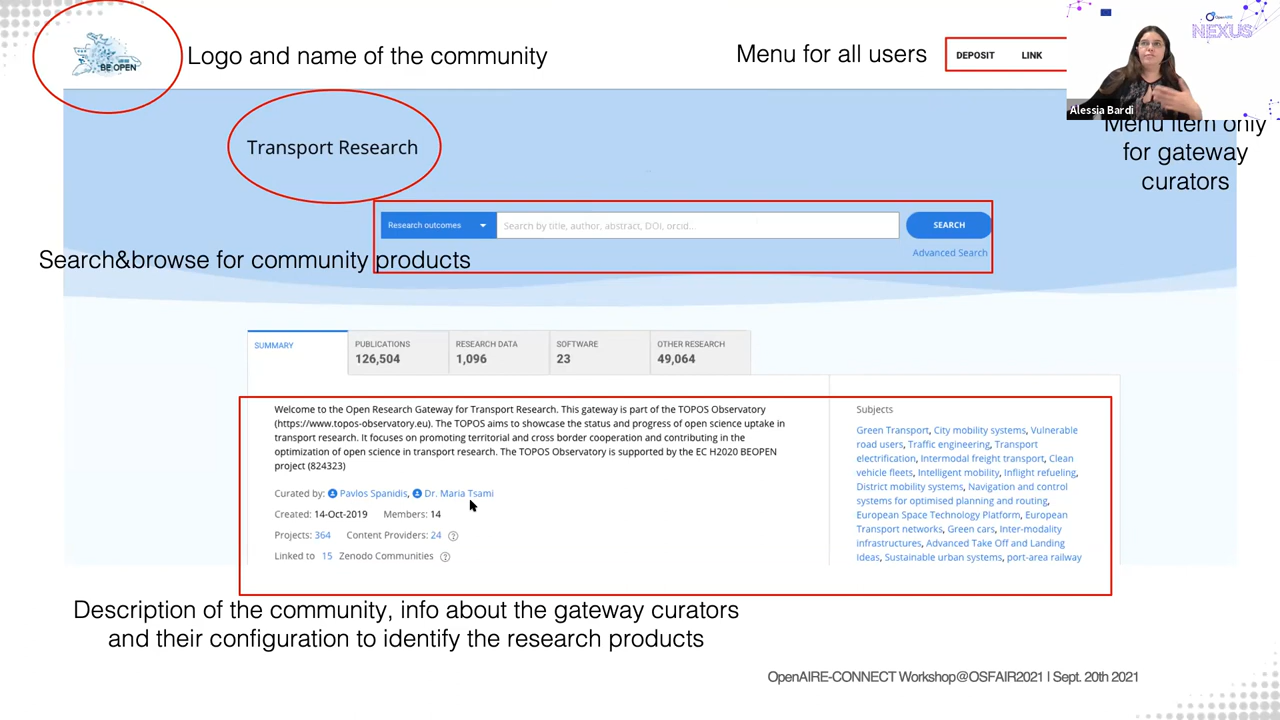 BE OPEN
Logo and name of the community
Menu for all users
DEPOSIT
LINK
OpenAIRE
NEXUS
Alessia Bardi
Menu item only
for gateway
curators
Transport Research
Research outcomes
Search by title, author, abstract, DOI, orcid...
SEARCH
Advanced Search
Search&browse for community products
SUMMARY
PUBLICATIONS
126,504
RESEARCH DATA
1,096
SOFTWARE
23
OTHER RESEARCH
49,064
Welcome to the Open Research Gateway for Transport Research. This gateway is part of the TOPOS Observatory
(https://www.topos-observatory.eu). The TOPOS aims to showcase the status and progress of open science uptake in
transport research. It focuses on promoting territorial and cross border cooperation and contributing in the
optimization of open science in transport research. The TOPOS Observatory is supported by the EC H2020 BEOPEN
project (824323)
Curated by: Pavlos Spanidis, Dr. Maria Tsami
Created: 14-Oct-2019 Members: 14
Projects: 364 Content Providers: 24 ?
Linked to 15 Zenodo Communities ?
Subjects
Green Transport, City mobility systems, Vulnerable
road users, Traffic engineering, Transport
electrification, Intermodal freight transport, Clean
vehicle fleets, Intelligent mobility, Inflight refueling,
District mobility systems, Navigation and control
systems for optimised planning and routing,
European Space Technology Platform, European
Transport networks, Green cars, Inter-modality
infrastructures, Advanced Take Off and Landing
Ideas, Sustainable urban systems, port-area railway
Description of the community, info about the gateway curators
and their configuration to identify the research products
OpenAIRE-CONNECT Workshop@OSFAIR2021 | Sept. 20th 2021